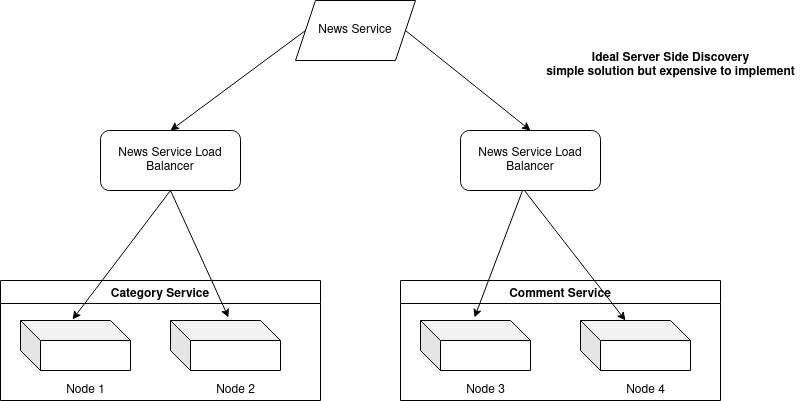 News Service
Ideal Server Side Discovery
simple solution but expensive to implement
News Service Load
Balancer
News Service Load
Balancer
Category Service
Comment Service
Node 1
Node 2
Node 3
Node 4